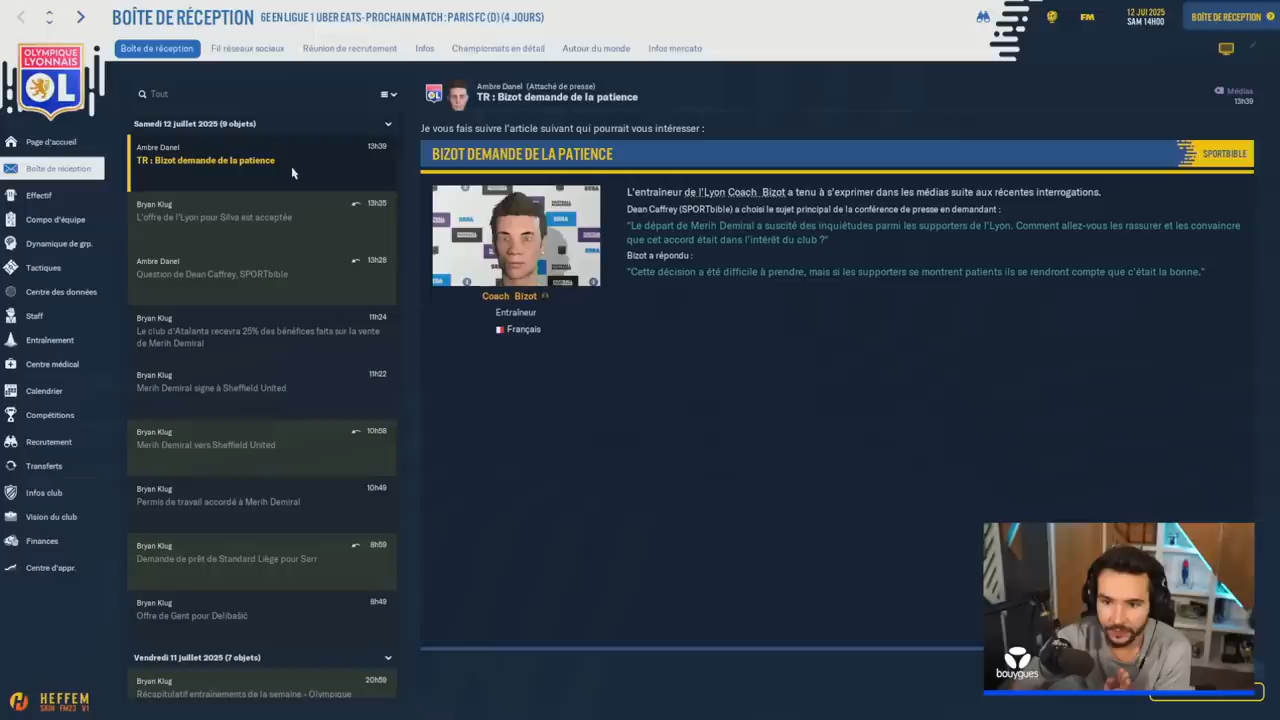 BOÎTE DE RÉCEPTION
6E EN LIGUE 1 UBER EATS - PROCHAIN MATCH : PARIS FC (D) (4 JOURS)
FM
12 JUI 2025
SAM 14H00
BOÎTE DE RÉCEPTION
OLYMPIQUE
LYONNAIS
OL
Boîte de réception
Fil réseaux sociaux
Réunion de recrutement
Infos
Championnats en détail
Autour du monde
Infos mercato
Page d'accueil
Boîte de réception
Effectif
Compo d'équipe
Dynamique de grp.
Tactiques
Centre des données
Staff
Entraînement
Centre médical
Calendrier
Compétitions
Recrutement
Transferts
Infos club
Vision du club
Finances
Centre d'appr.
HEFFEM
SKIN FM23 V1
Tout
Samedi 12 juillet 2025 (9 objets)
Ambre Danel 13h39
TR : Bizot demande de la patience
Bryan Klug 13h35
L'offre de l'Lyon pour Silva est acceptée
Ambre Danel 13h28
Question de Dean Caffrey, SPORTbible
Bryan Klug 11h24
Le club d'Atalanta recevra 25% des bénéfices faits sur la vente
de Merih Demiral
Bryan Klug 11h22
Merih Demiral signe à Sheffield United
Bryan Klug 10h58
Merih Demiral vers Sheffield United
Bryan Klug 10h49
Permis de travail accordé à Merih Demiral
Bryan Klug 8h59
Demande de prêt de Standard Liège pour Sarr
Bryan Klug 8h49
Offre de Gent pour Delibašić
Vendredi 11 juillet 2025 (7 objets)
Bryan Klug 20h59
Récapitulatif entraînements de la semaine - Olympique
Ambre Danel (Attaché de presse)
TR : Bizot demande de la patience
Médias
13h39
Je vous fais suivre l'article suivant qui pourrait vous intéresser :
BIZOT DEMANDE DE LA PATIENCE
SPORTBIBLE
L'entraîneur de l'Lyon Coach Bizot a tenu à s'exprimer dans les médias suite aux récentes interrogations.
Dean Caffrey (SPORTbible) a choisi le sujet principal de la conférence de presse en demandant :
"Le départ de Merih Demiral a suscité des inquiétudes parmi les supporters de l'Lyon. Comment allez-vous les rassurer et les convaincre
que cet accord était dans l'intérêt du club ?"
Bizot a répondu :
"Cette décision a été difficile à prendre, mais si les supporters se montrent patients ils se rendront compte que c'était la bonne."
Coach Bizot
Entraîneur
Français
bouygues